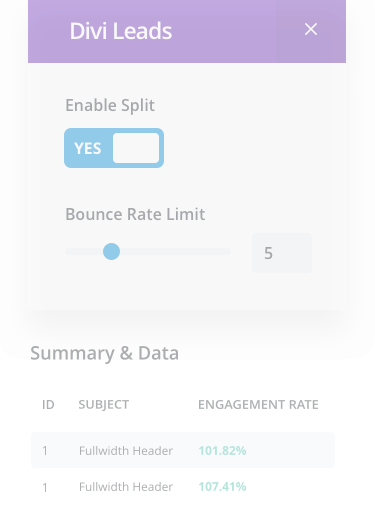 Divi Leads
Enable Split
YES
Bounce Rate Limit
5
Summary & Data
ID SUBJECT ENGAGEMENT RATE
1 Fullwidth Header 101.82%
1 Fullwidth Header 107.41%